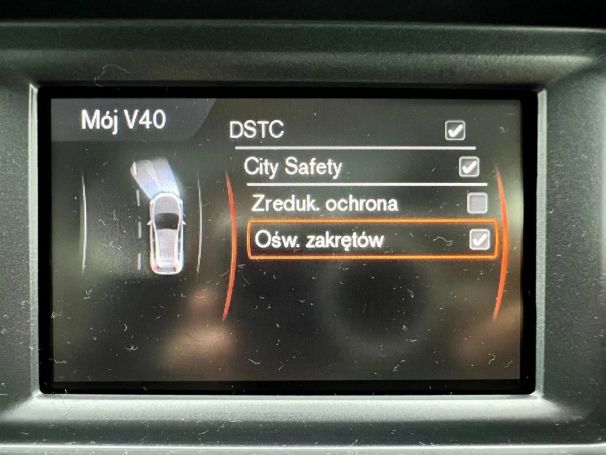 Mój V40
DSTC
City Safety
Zreduk. ochrona
Ośw. zakrętów